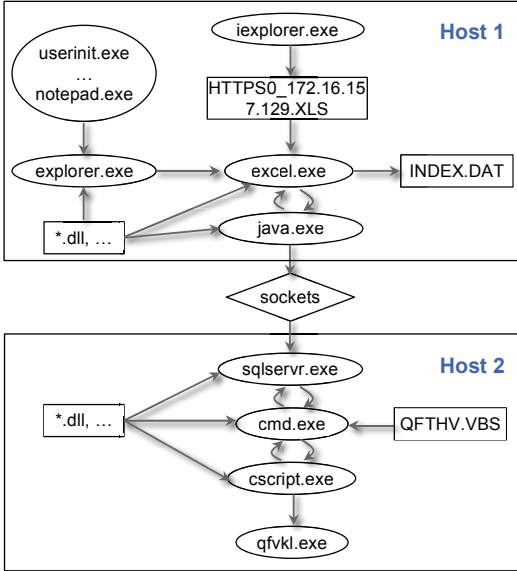 iexplorer.exe
Host 1
userinit.exe
…
notepad.exe
HTTPS0_172.16.15
7.129.XLS
explorer.exe
excel.exe
INDEX.DAT
*.dll, …
java.exe
sockets
Host 2
sqlservr.exe
*.dll, …
cmd.exe
QFTHV.VBS
cscript.exe
qfvkl.exe